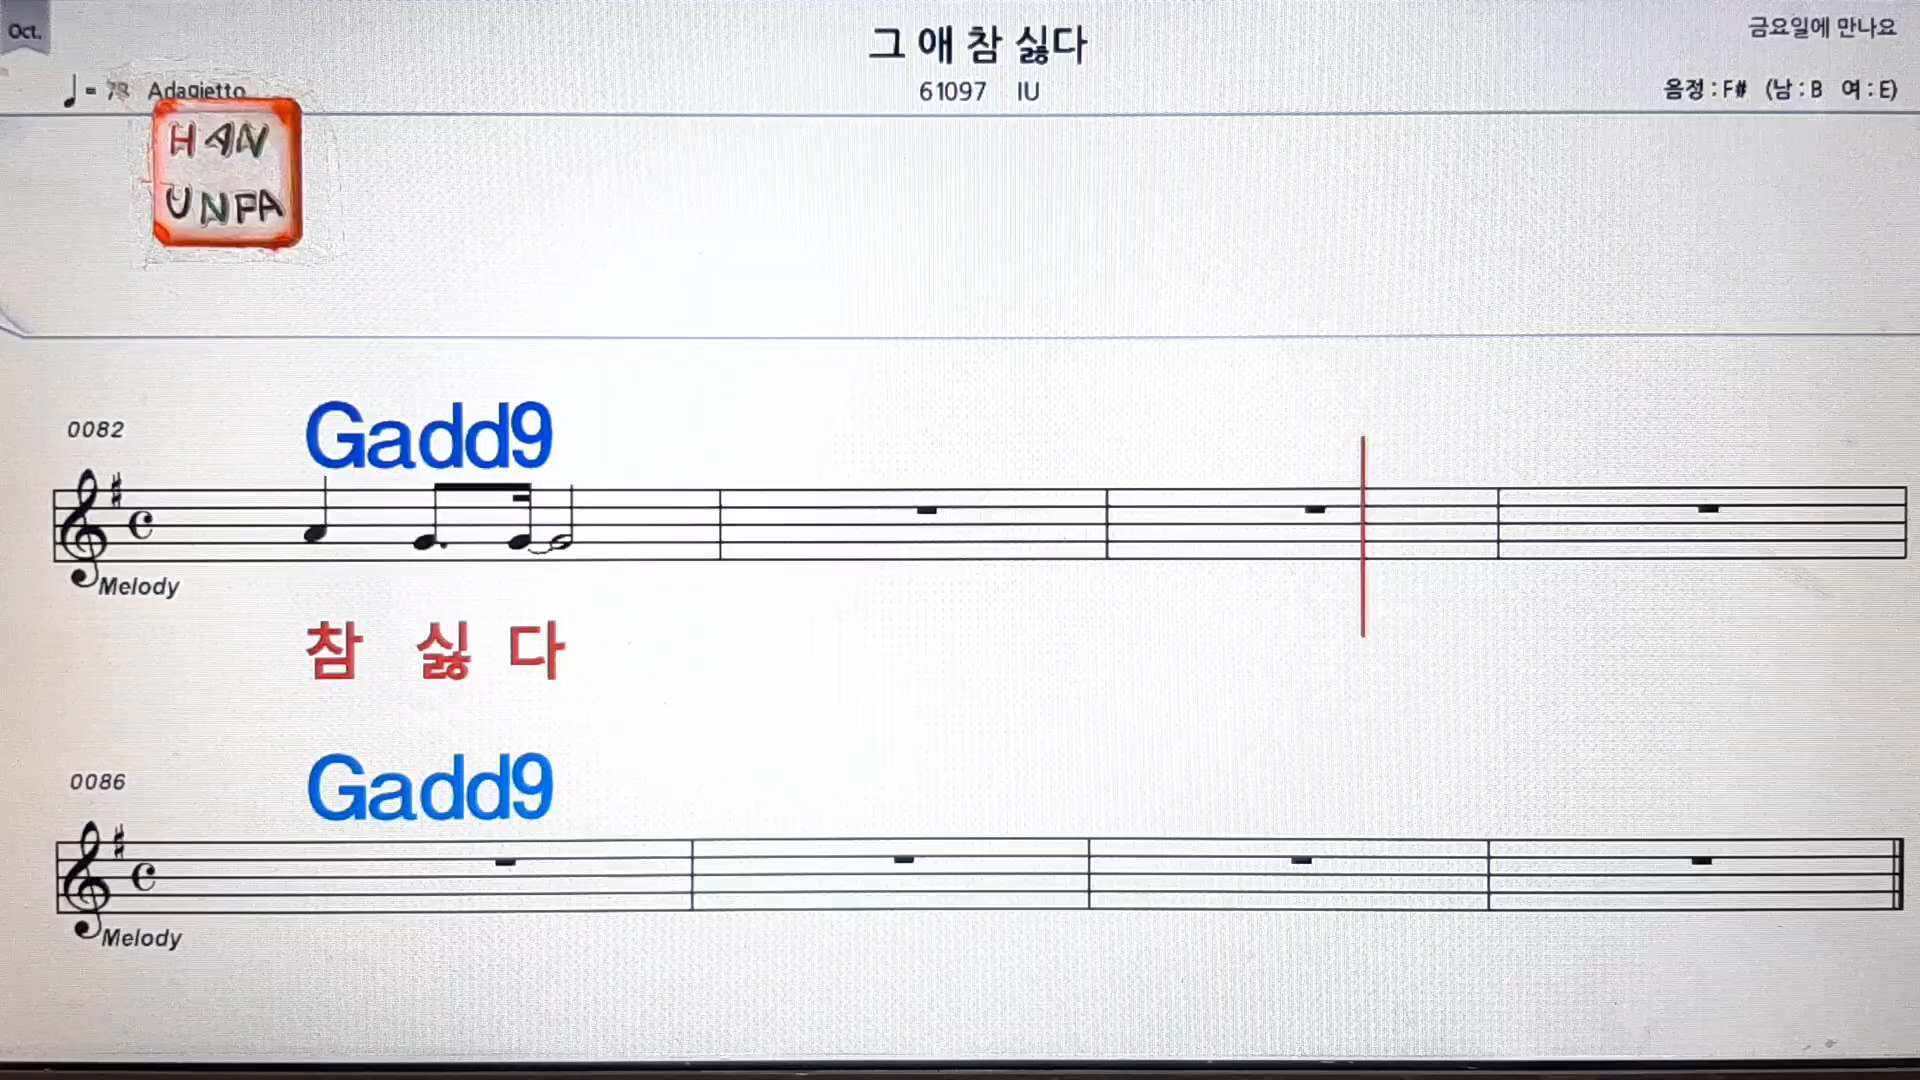 Oct.
그 애 참 싫다
금요일에 만나요
♩= 78 Adagietto
61097 IU
음정 : F# (남 : B 여 : E)
HAN
UNFA
0082
Gadd9
Melody
참 싫 다
0086
Gadd9
Melody